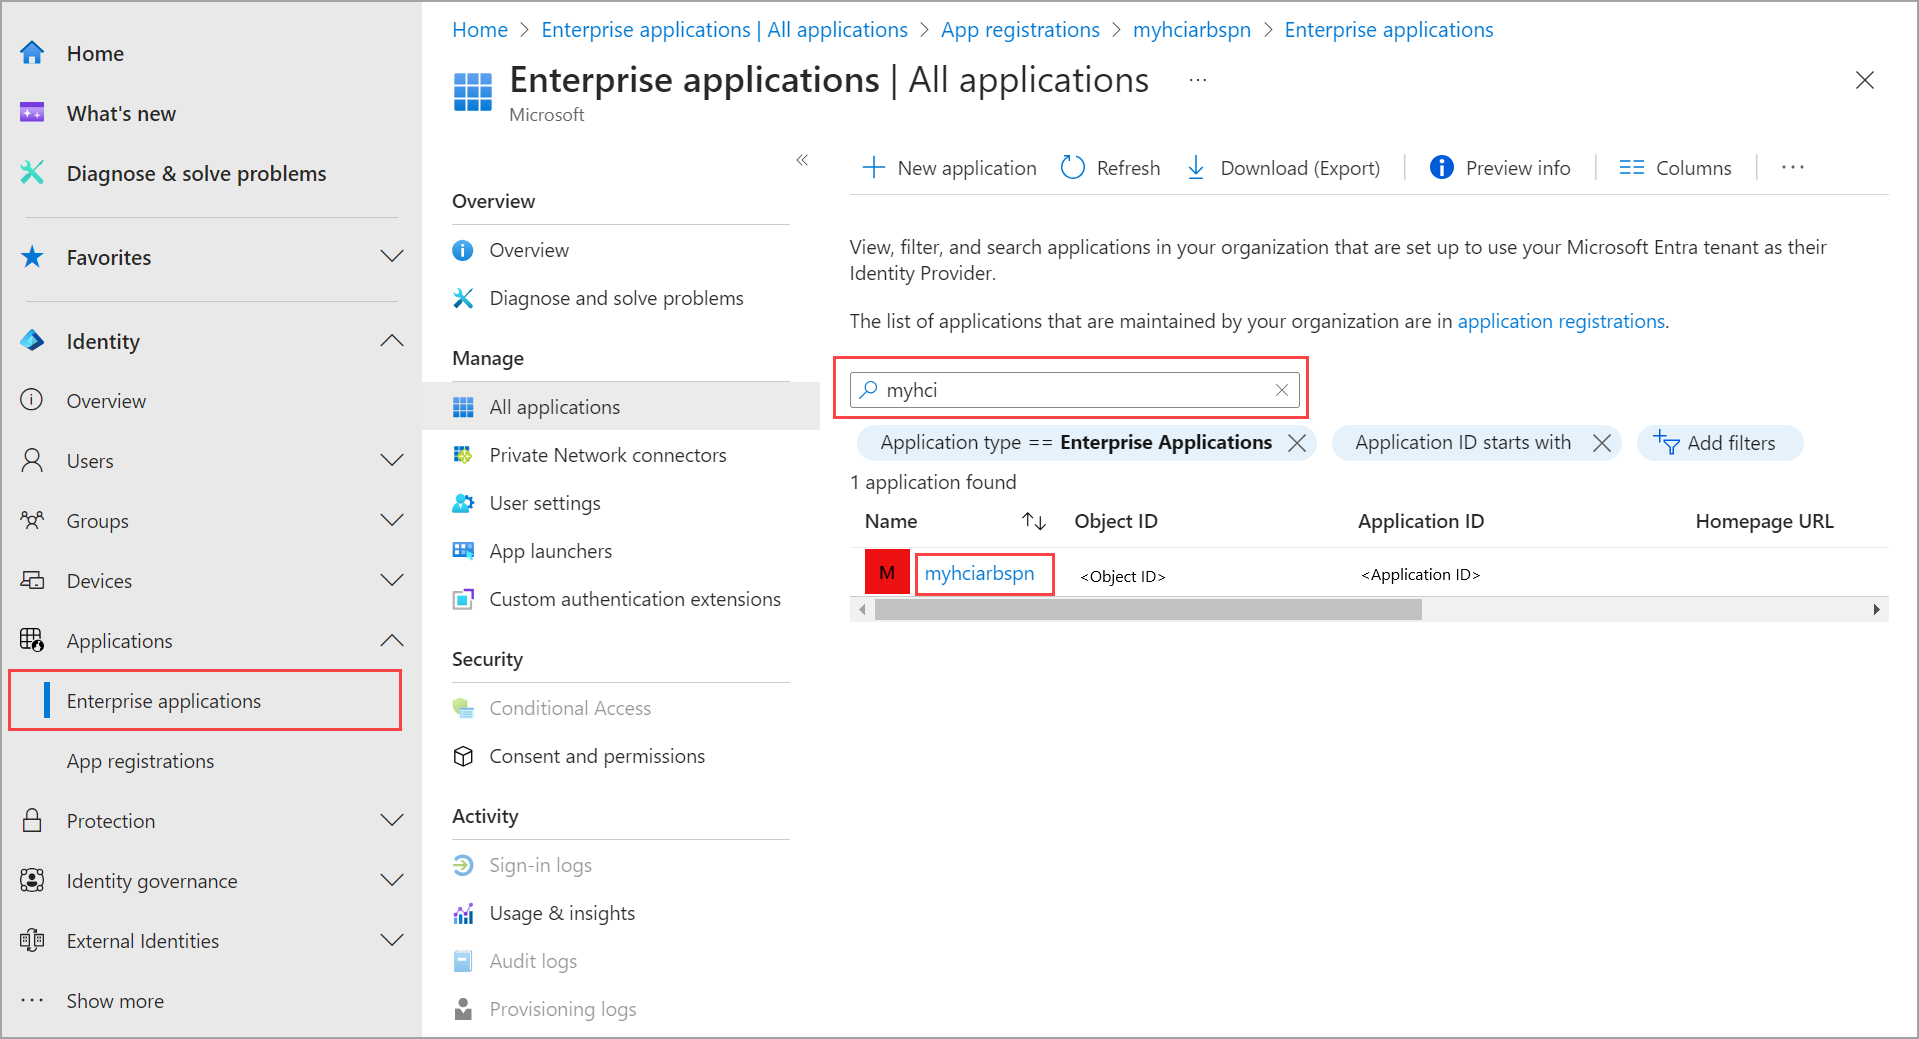 Home
What's new
Diagnose & solve problems
Favorites
Identity
Overview
Users
Groups
Devices
Applications
Enterprise applications
App registrations
Protection
Identity governance
External Identities
Show more
Home > Enterprise applications | All applications > App registrations > myhciarbspn > Enterprise applications
Enterprise applications | All applications ...
Microsoft
Overview
Overview
Diagnose and solve problems
Manage
All applications
Private Network connectors
User settings
App launchers
Custom authentication extensions
Security
Conditional Access
Consent and permissions
Activity
Sign-in logs
Usage & insights
Audit logs
Provisioning logs
New application Refresh Download (Export) Preview info Columns ...
View, filter, and search applications in your organization that are set up to use your Microsoft Entra tenant as their
Identity Provider.
The list of applications that are maintained by your organization are in application registrations.
myhci
Application type == Enterprise Applications Application ID starts with Add filters
1 application found
Name Object ID Application ID Homepage URL
M myhciarbspn <Object ID> <Application ID>